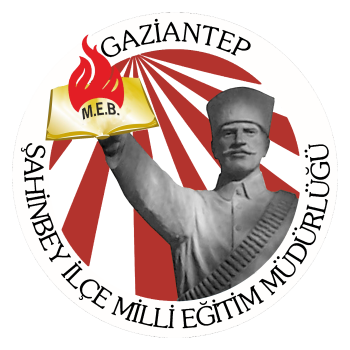 GAZİANTEP
M.E.B.
ŞAHİNBEY İLÇE MİLLİ EĞİTİM MÜDÜRLÜĞÜ